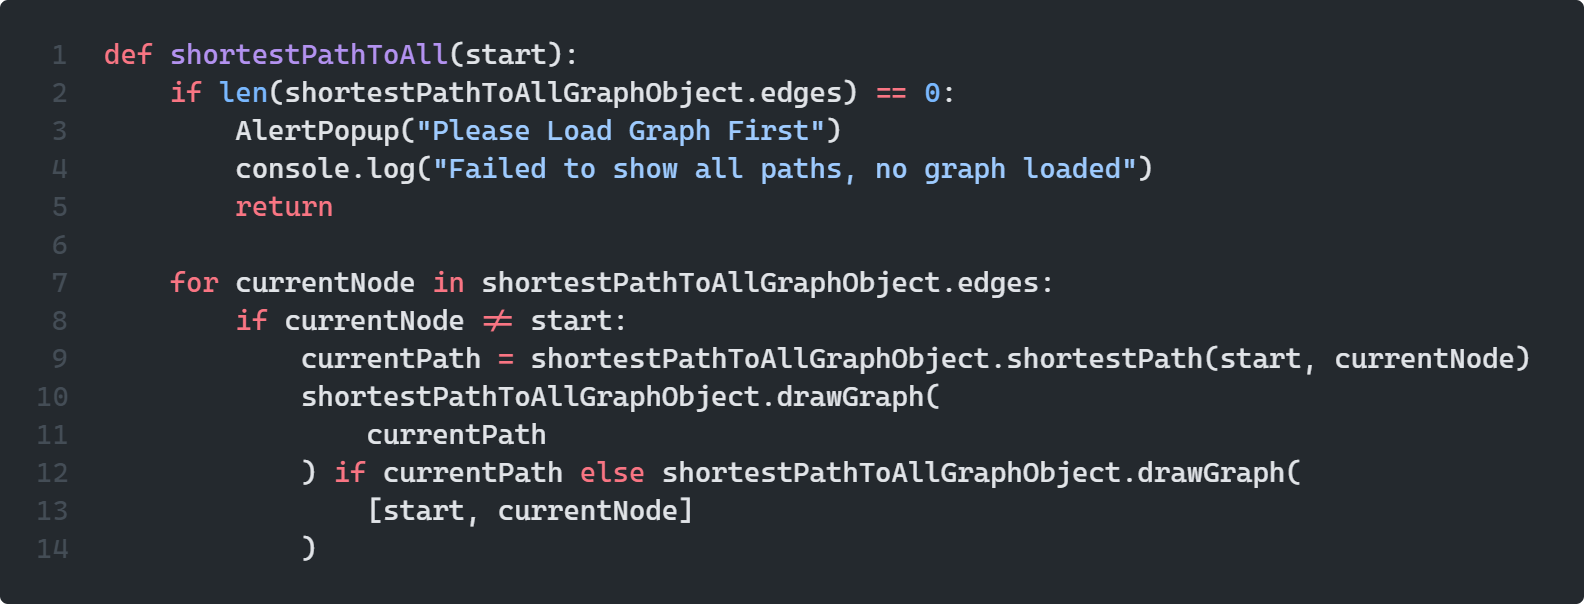 1 def shortestPathToAll(start):
2     if len(shortestPathToAllGraphObject.edges) == 0:
3         AlertPopup("Please Load Graph First")
4         console.log("Failed to show all paths, no graph loaded")
5         return
6
7     for currentNode in shortestPathToAllGraphObject.edges:
8         if currentNode != start:
9             currentPath = shortestPathToAllGraphObject.shortestPath(start, currentNode)
10             shortestPathToAllGraphObject.drawGraph(
11                 currentPath
12             ) if currentPath else shortestPathToAllGraphObject.drawGraph(
13                 [start, currentNode]
14             )